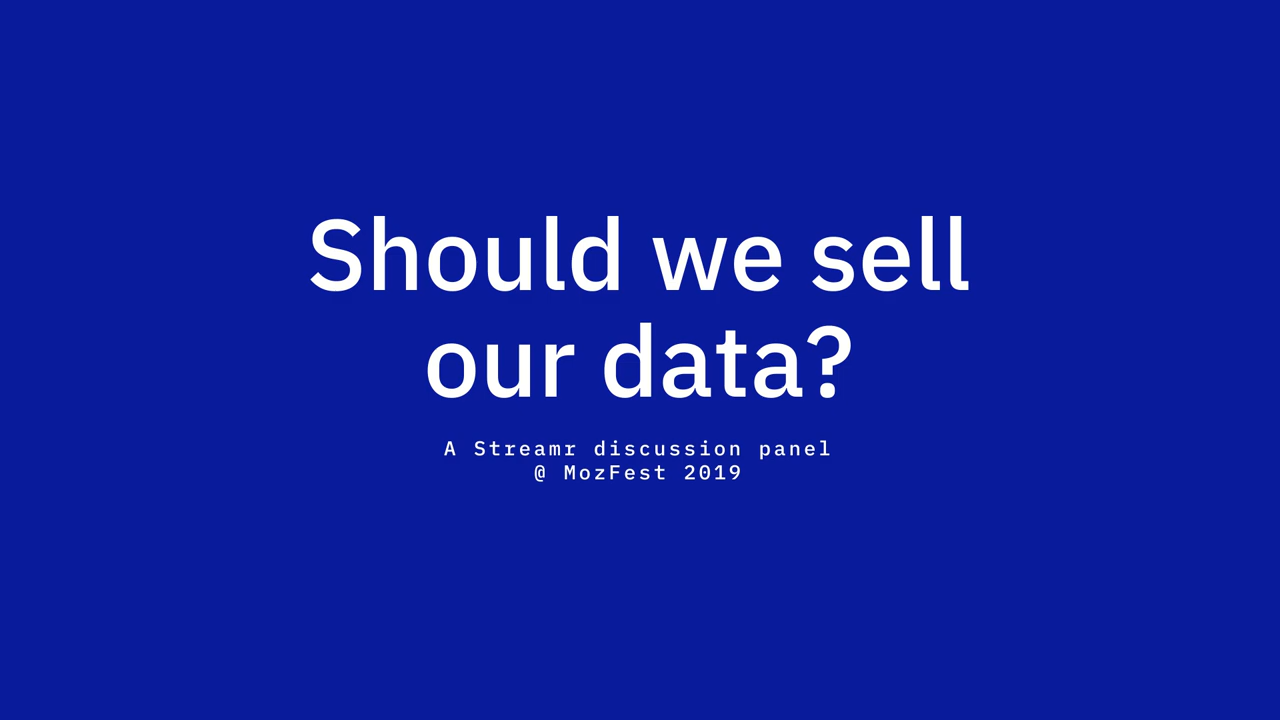 Should we sell
our data?
A Streamr discussion panel
@ MozFest 2019